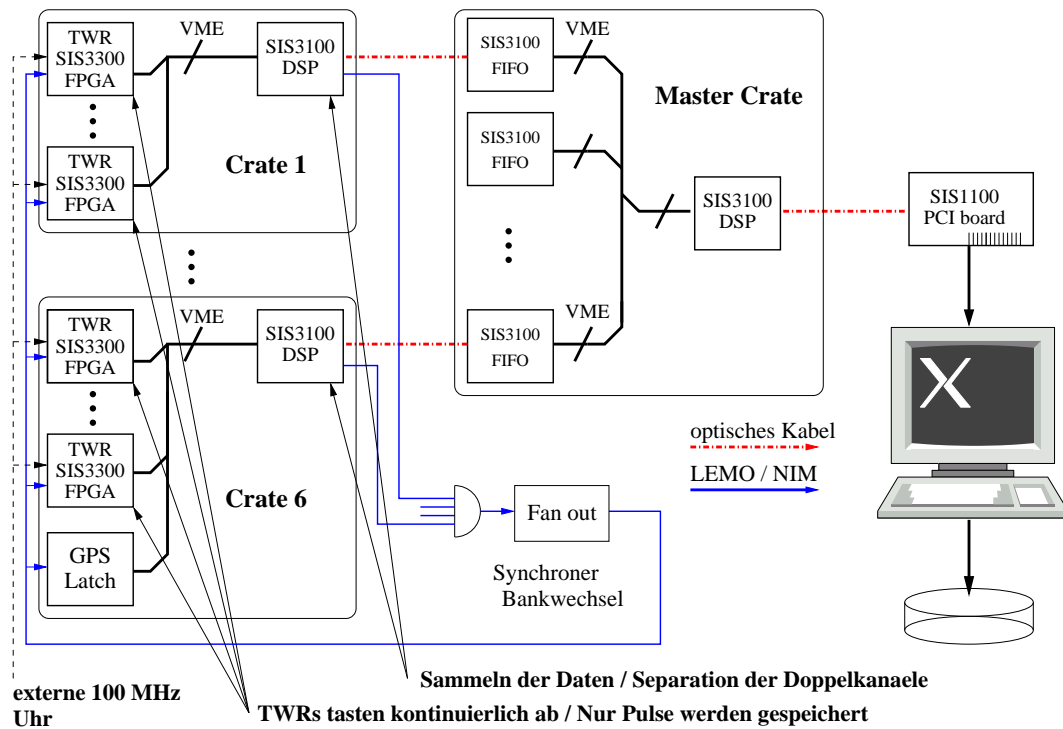 TWR
SIS3300
FPGA
VME
SIS3100
DSP
TWR
SIS3300
FPGA
Crate 1
SIS3100
FIFO
VME
Master Crate
SIS3100
FIFO
SIS3100
DSP
SIS1100
PCI board
TWR
SIS3300
FPGA
VME
SIS3100
DSP
SIS3100
FIFO
VME
TWR
SIS3300
FPGA
Crate 6
GPS
Latch
optisches Kabel
LEMO / NIM
X
Fan out
Synchroner
Bankwechsel
Sammeln der Daten / Separation der Doppelkanaele
externe 100 MHz
Uhr
TWRs tasten kontinuierlich ab / Nur Pulse werden gespeichert